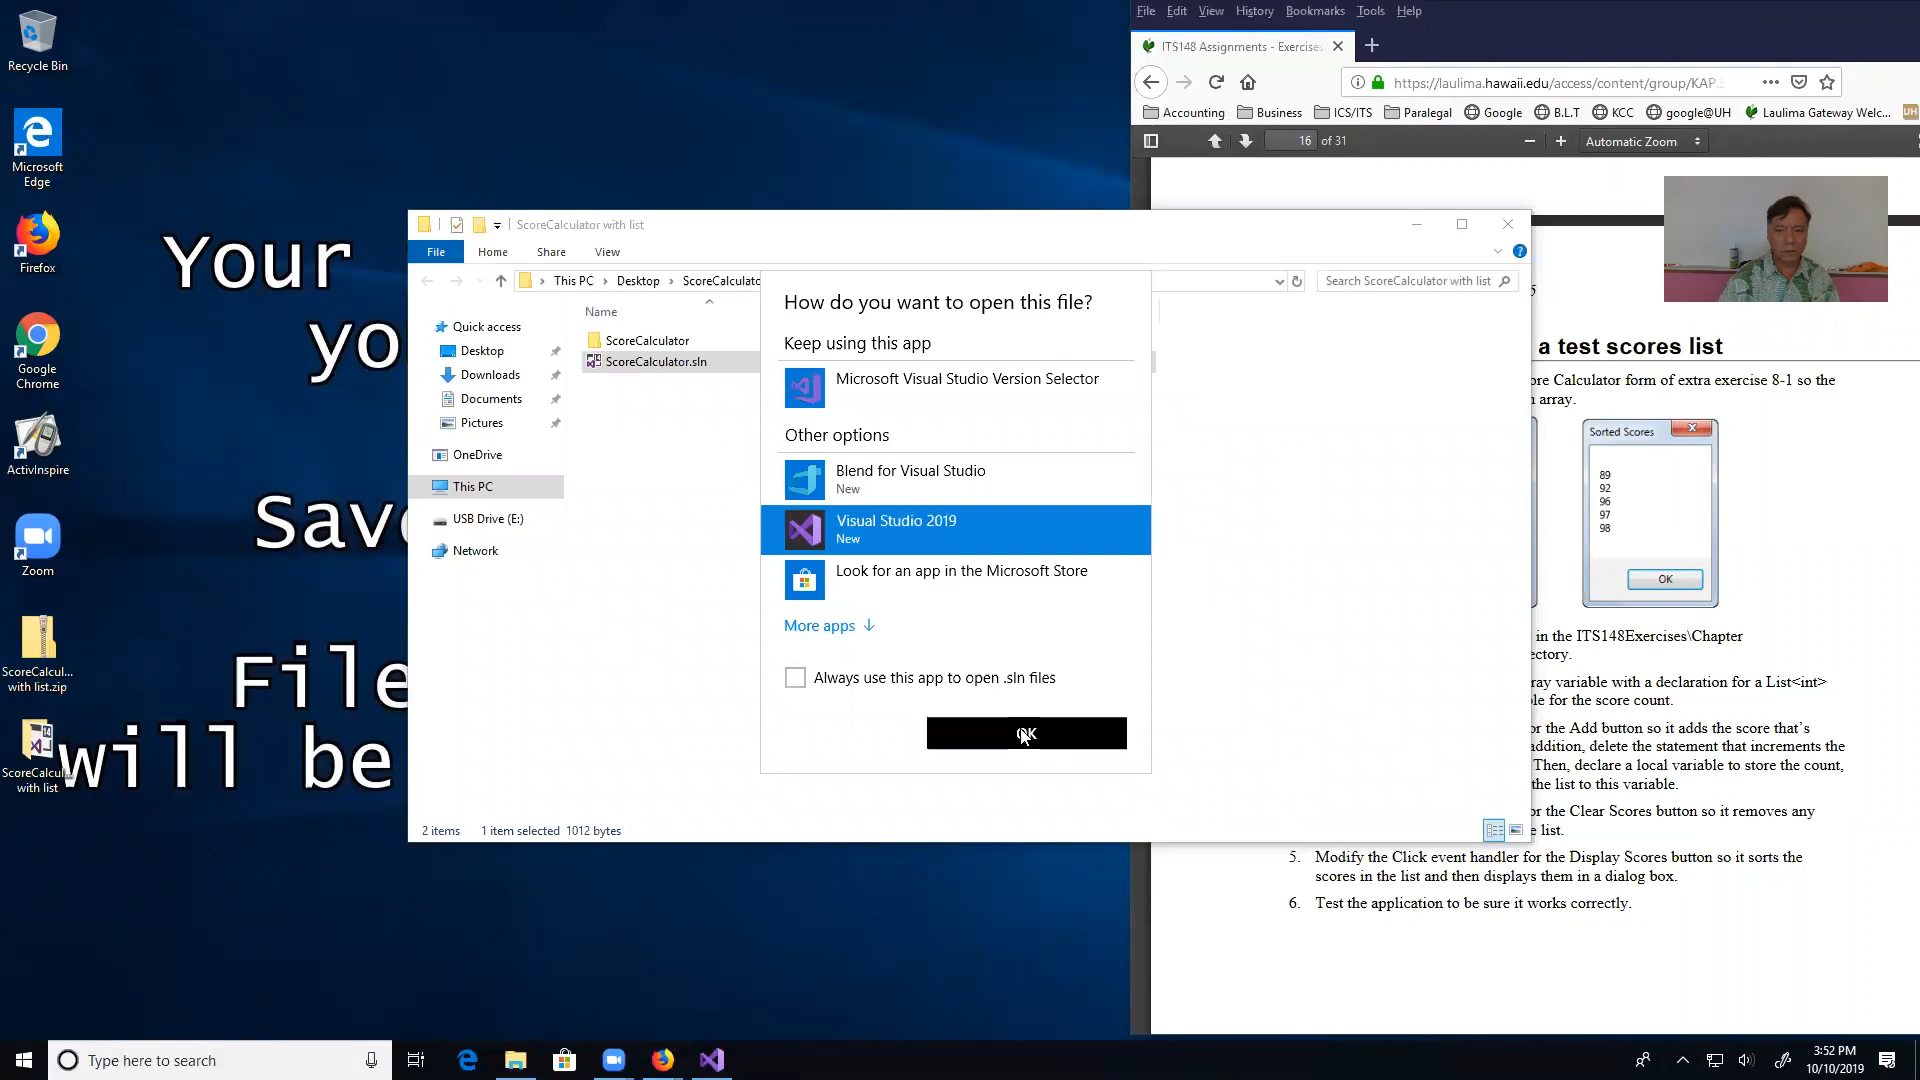 Recycle Bin
Microsoft
Edge
Firefox
Google
Chrome
ActivInspire
Zoom
ScoreCalcul...
with list.zip
ScoreCalcul...
with list
Your
yo
Save
File
will be
ScoreCalculator with list
File Home Share View
This PC > Desktop > ScoreCalculato
Search ScoreCalculator with list
Quick access
Desktop
Downloads
Documents
Pictures
OneDrive
This PC
USB Drive (E:)
Network
Name
ScoreCalculator
ScoreCalculator.sln
2 items 1 item selected 1012 bytes
How do you want to open this file?
Keep using this app
Microsoft Visual Studio Version Selector
Other options
Blend for Visual Studio
New
Visual Studio 2019
New
Look for an app in the Microsoft Store
More apps
Always use this app to open .sln files
OK
File Edit View History Bookmarks Tools Help
ITS148 Assignments - Exercises
https://laulima.hawaii.edu/access/content/group/KAP.
Accounting Business ICS/ITS Paralegal Google B.L.T KCC google@UH Laulima Gateway Welc... UH
16 of 31
Automatic Zoom
5
a test scores list
ore Calculator form of extra exercise 8-1 so the
n array.
Sorted Scores
89
92
96
97
98
OK
in the ITS148Exercises\Chapter
ectory.
ray variable with a declaration for a List<int>
le for the score count.
or the Add button so it adds the score that's
addition, delete the statement that increments the
Then, declare a local variable to store the count,
the list to this variable.
or the Clear Scores button so it removes any
e list.
5. Modify the Click event handler for the Display Scores button so it sorts the
scores in the list and then displays them in a dialog box.
6. Test the application to be sure it works correctly.
Type here to search
3:52 PM
10/10/2019